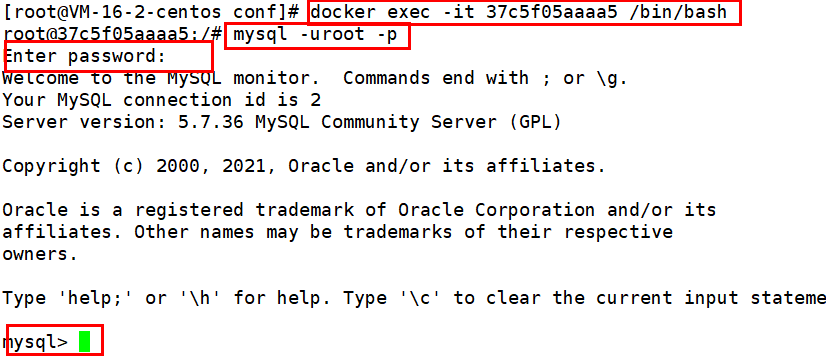 [root@VM-16-2-centos conf]# docker exec -it 37c5f05aaaa5 /bin/bash
root@37c5f05aaaa5:/# mysql -uroot -p
Enter password:
Welcome to the MySQL monitor.  Commands end with ; or \g.
Your MySQL connection id is 2
Server version: 5.7.36 MySQL Community Server (GPL)
Copyright (c) 2000, 2021, Oracle and/or its affiliates.
Oracle is a registered trademark of Oracle Corporation and/or its
affiliates. Other names may be trademarks of their respective
owners.
Type 'help;' or '\h' for help. Type '\c' to clear the current input stateme
mysql>